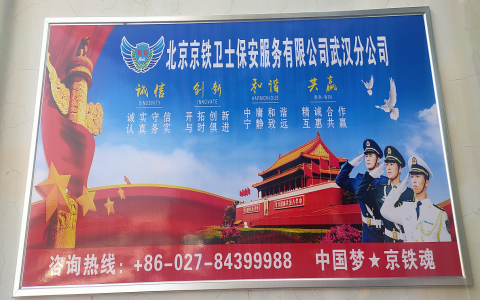 北京京铁卫士保安服务有限公司武汉分公司
诚信 创新 和谐 共赢
SINCERITY INNOVATE HARMONIOUS
诚实守信 开拓创新 中庸和谐 精诚合作
认真务实 与时俱进 宁静致远 互惠共赢
咨询热线：+86-027-84399988 中国梦★京铁魂